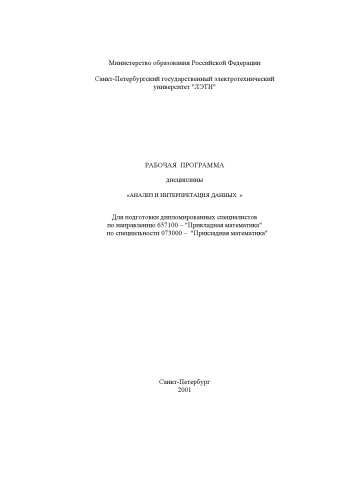 Министерство образования Российской Федерации
Санкт-Петербургский государственный электротехнический
университет "ЛЭТИ"
РАБОЧАЯ ПРОГРАММА
дисциплины
«АНАЛИЗ И ИНТЕРПРЕТАЦИЯ ДАННЫХ »
Для подготовки дипломированных специалистов
по направлению 657100 – "Прикладная математика"
по специальности 073000 – "Прикладная математика"
Санкт-Петербург
2001